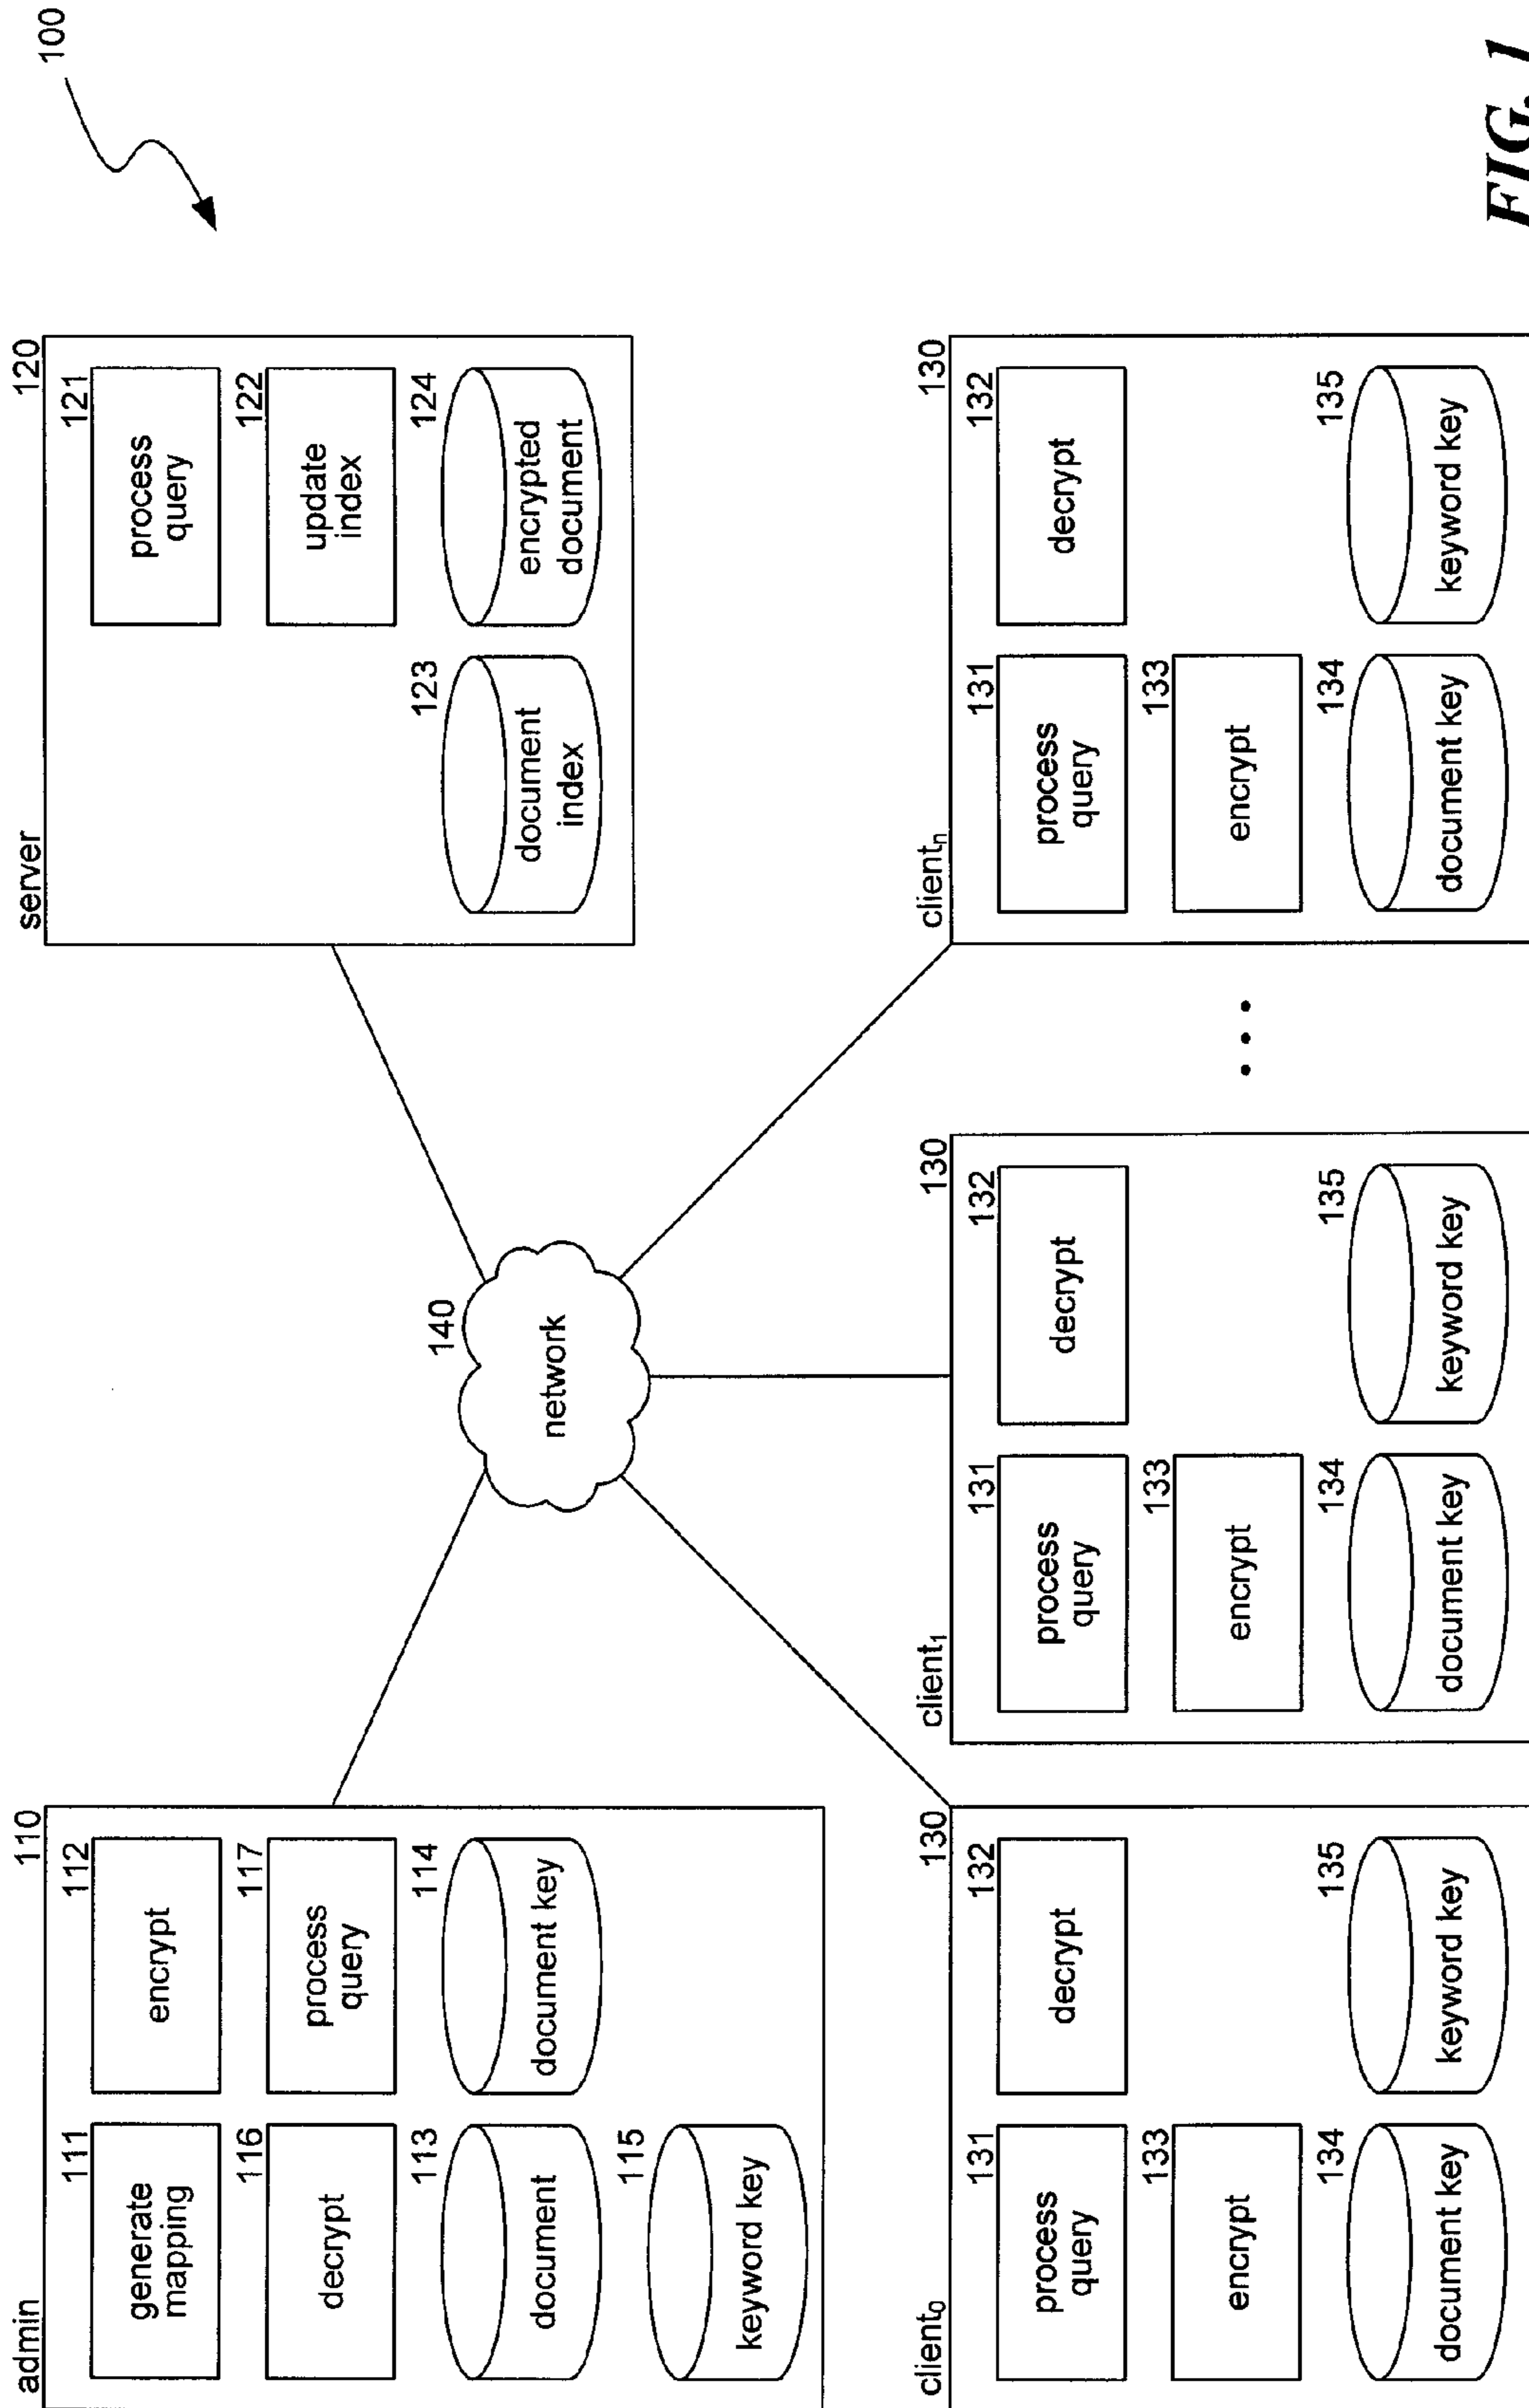 100
admin
110
generate
mapping
111
encrypt
112
decrypt
116
process
query
117
document
113
document key
114
keyword key
115
server
120
process
query
121
update
index
122
document
index
123
encrypted
document
124
140
network
client0
130
process
query
131
decrypt
132
encrypt
133
document key
134
keyword key
135
client1
130
process
query
131
decrypt
132
encrypt
133
document key
134
keyword key
135
. . .
clientn
130
process
query
131
decrypt
132
encrypt
133
document key
134
keyword key
135
FIG. 1